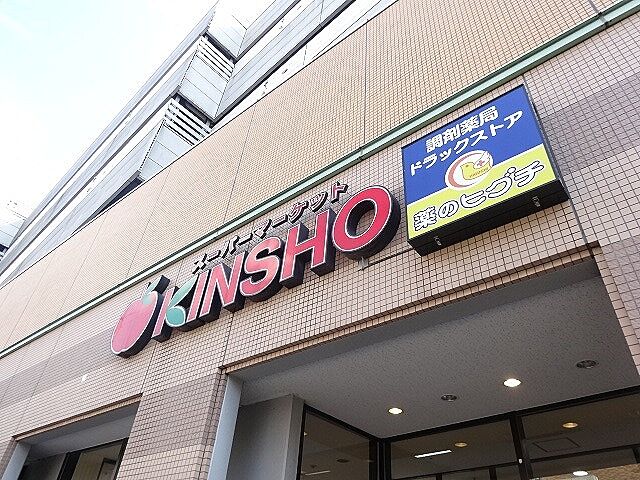 スーパーマーケット
KINSHO
調剤薬局
ドラッグストア
薬のヒグチ